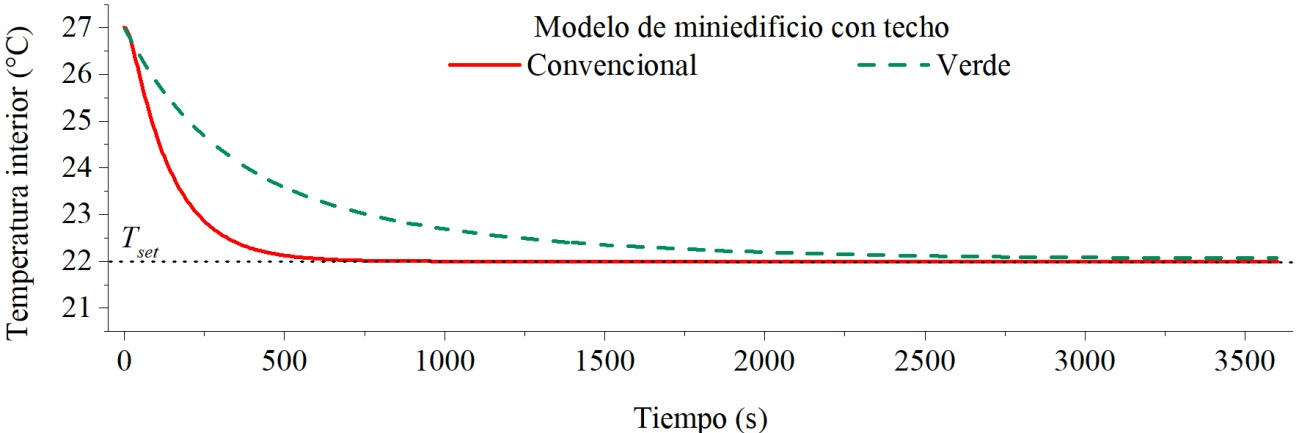 Modelo de miniedificio con techo
Convencional
Verde
Temperatura interior (°C)
27
26
25
24
23
22
21
T_set
0
500
1000
1500
2000
2500
3000
3500
Tiempo (s)